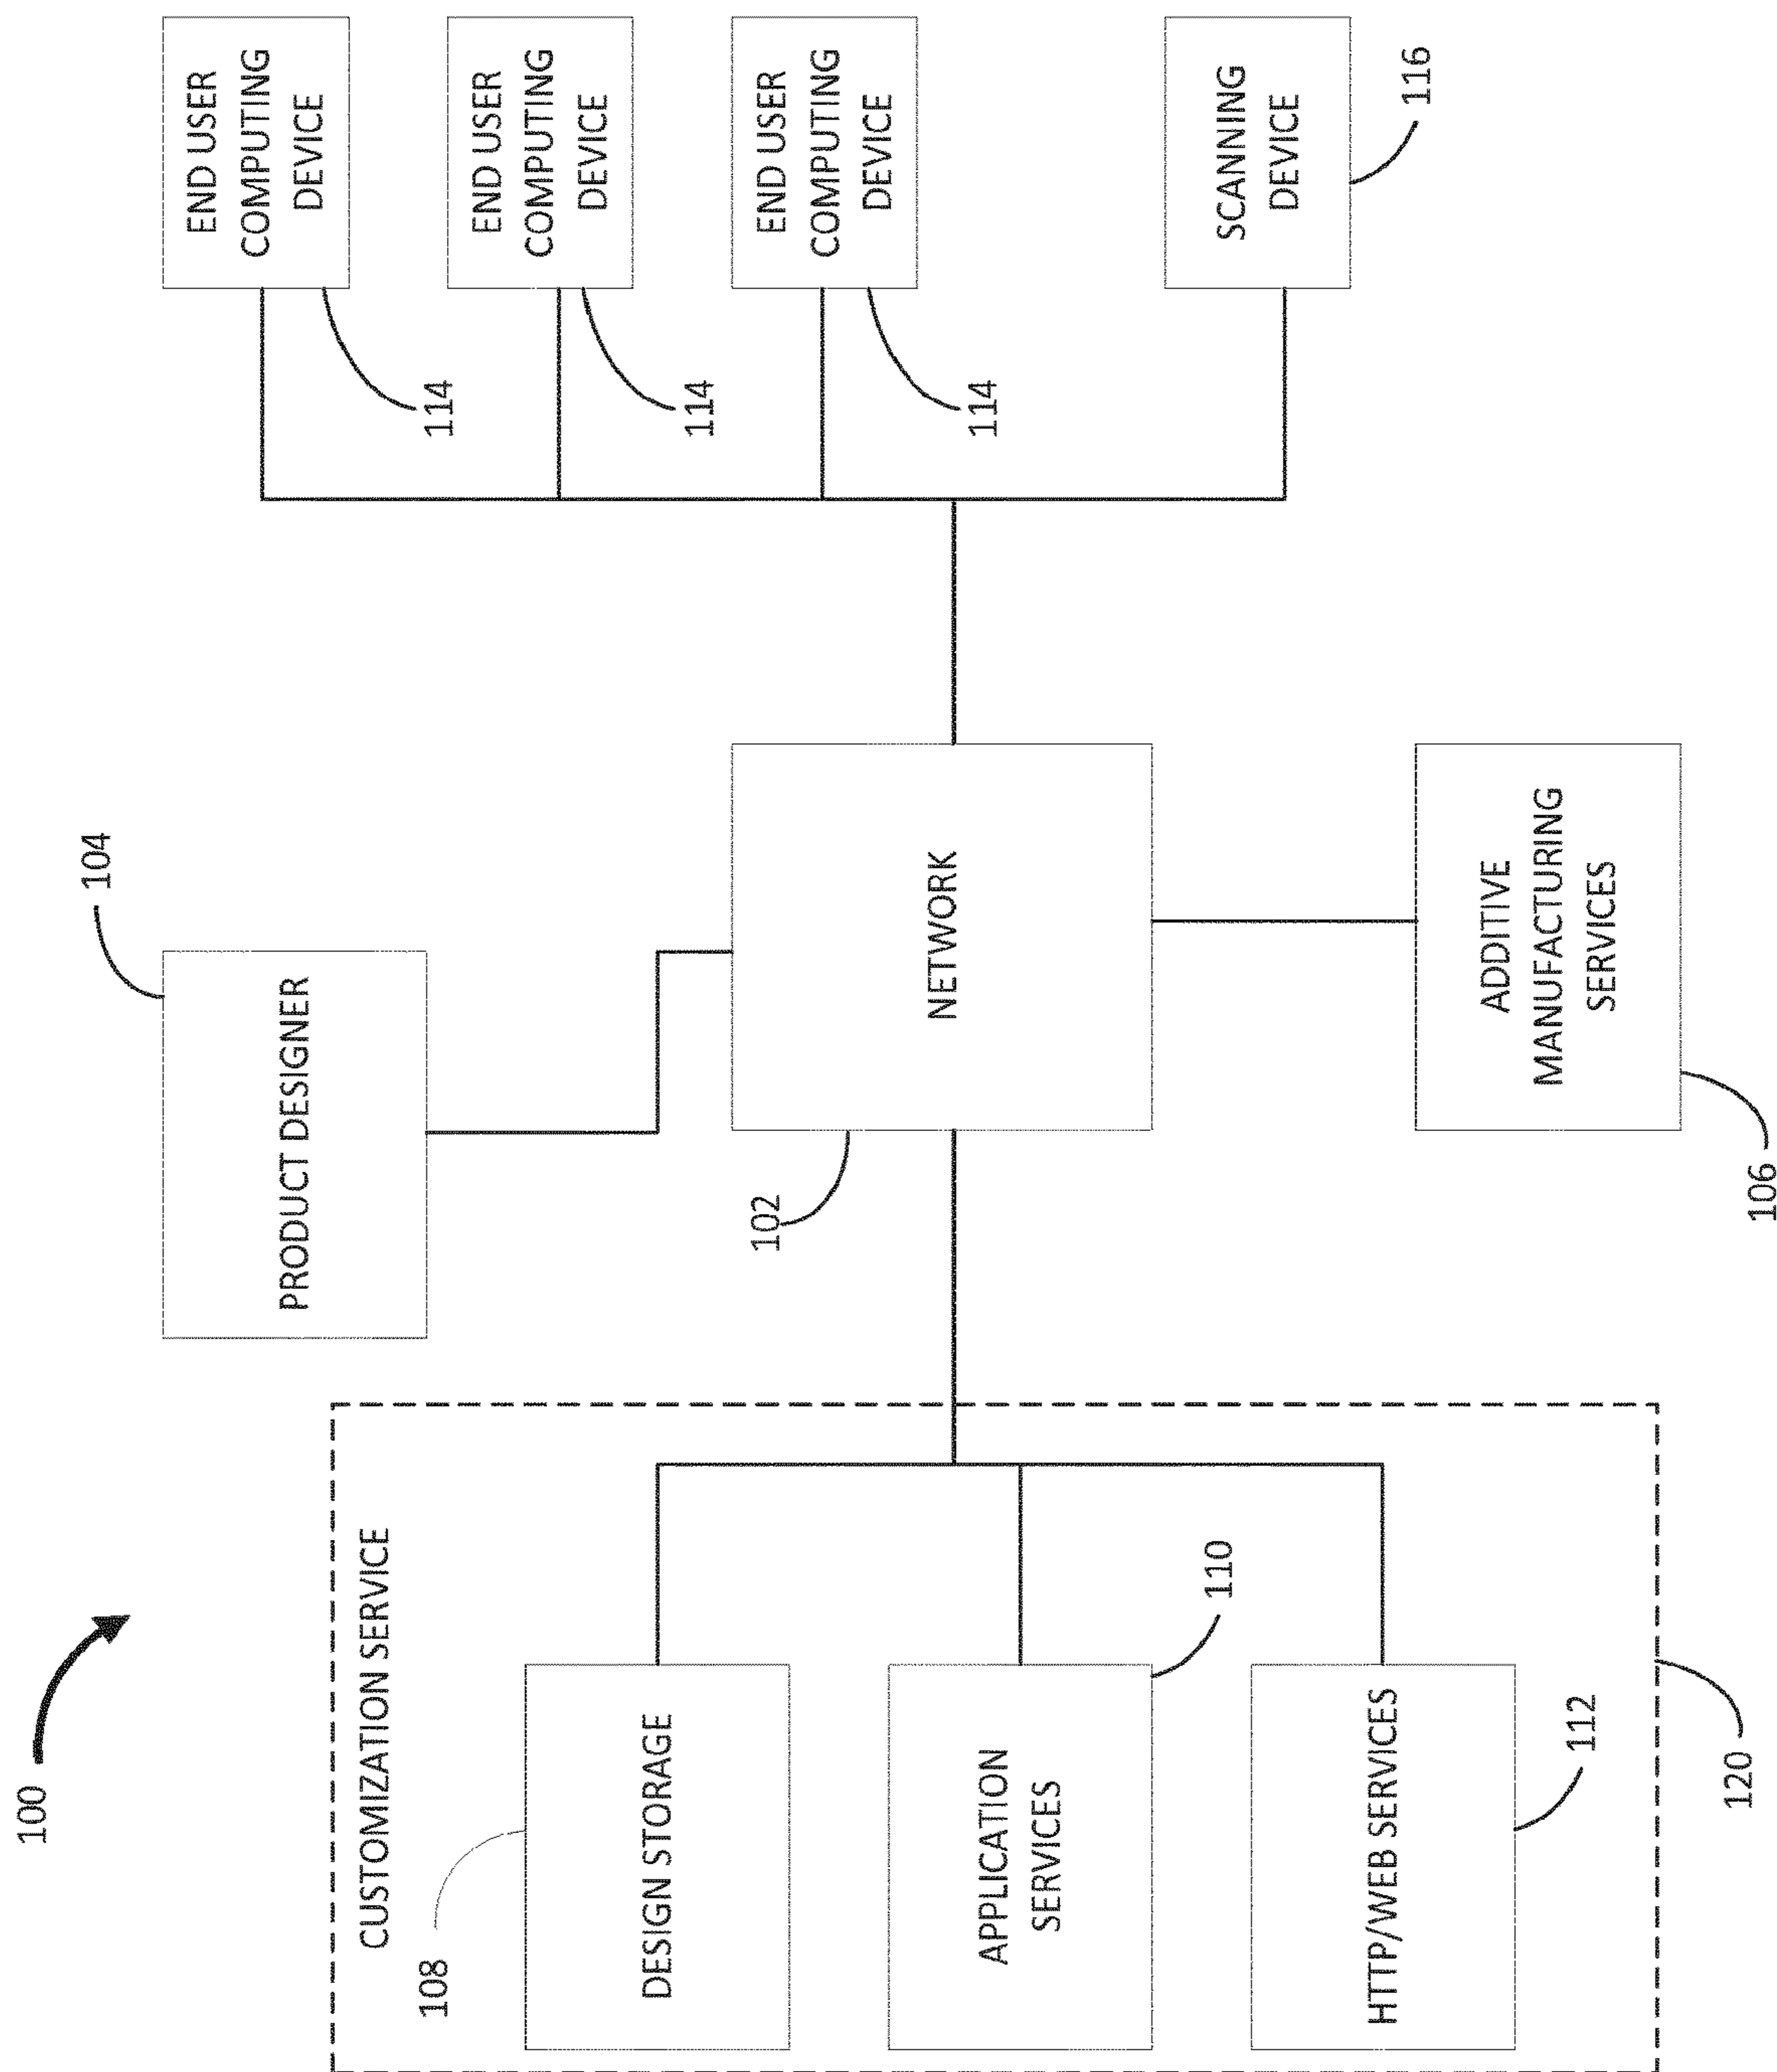 100
CUSTOMIZATION SERVICE
108
DESIGN STORAGE
APPLICATION
SERVICES
110
HTTP/WEB SERVICES
112
120
PRODUCT DESIGNER
104
NETWORK
102
ADDITIVE
MANUFACTURING
SERVICES
106
END USER
COMPUTING
DEVICE
114
END USER
COMPUTING
DEVICE
114
END USER
COMPUTING
DEVICE
114
SCANNING
DEVICE
116